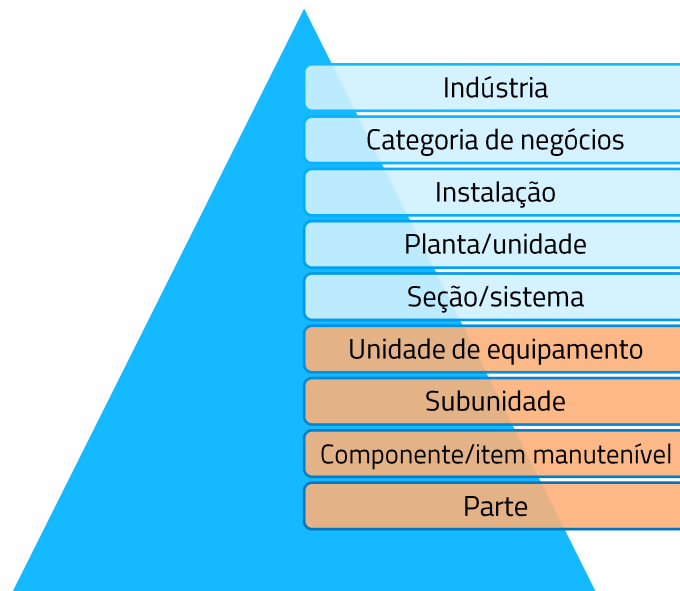 Indústria
Categoria de negócios
Instalação
Planta/unidade
Seção/sistema
Unidade de equipamento
Subunidade
Componente/item manutenível
Parte